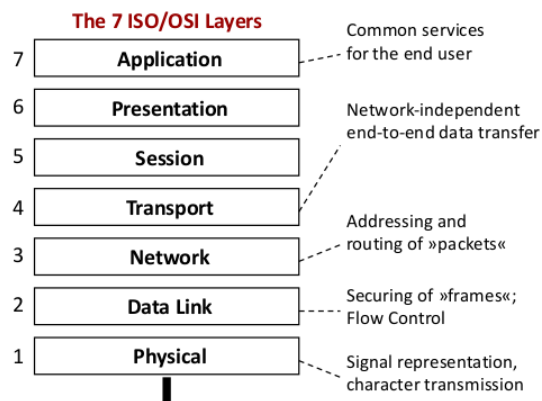 The 7 ISO/OSI Layers
7 Application
Common services
for the end user
6 Presentation
Network-independent
end-to-end data transfer
5 Session
4 Transport
Addressing and
routing of »packets«
3 Network
2 Data Link
Securing of »frames«;
Flow Control
1 Physical
Signal representation,
character transmission